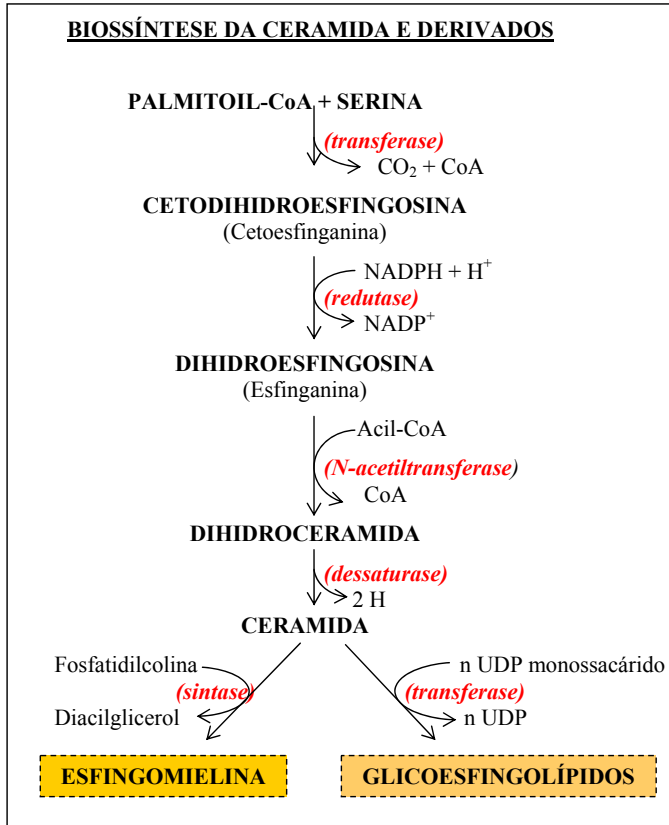 BIOSSÍNTESE DA CERAMIDA E DERIVADOS
PALMITOIL-CoA + SERINA
(transferase)
CO₂ + CoA
CETODIHIDROESFINGOSINA
(Cetoesfinganina)
NADPH + H⁺
(redutase)
NADP⁺
DIHIDROESFINGOSINA
(Esfinganina)
Acil-CoA
(N-acetiltransferase)
CoA
DIHIDROCERAMIDA
(dessaturase)
2 H
CERAMIDA
Fosfatidilcolina
(sintase)
Diacilglicerol
n UDP monossacárido
(transferase)
n UDP
ESFINGOMIELINA
GLICOESFINGOLÍPIDOS